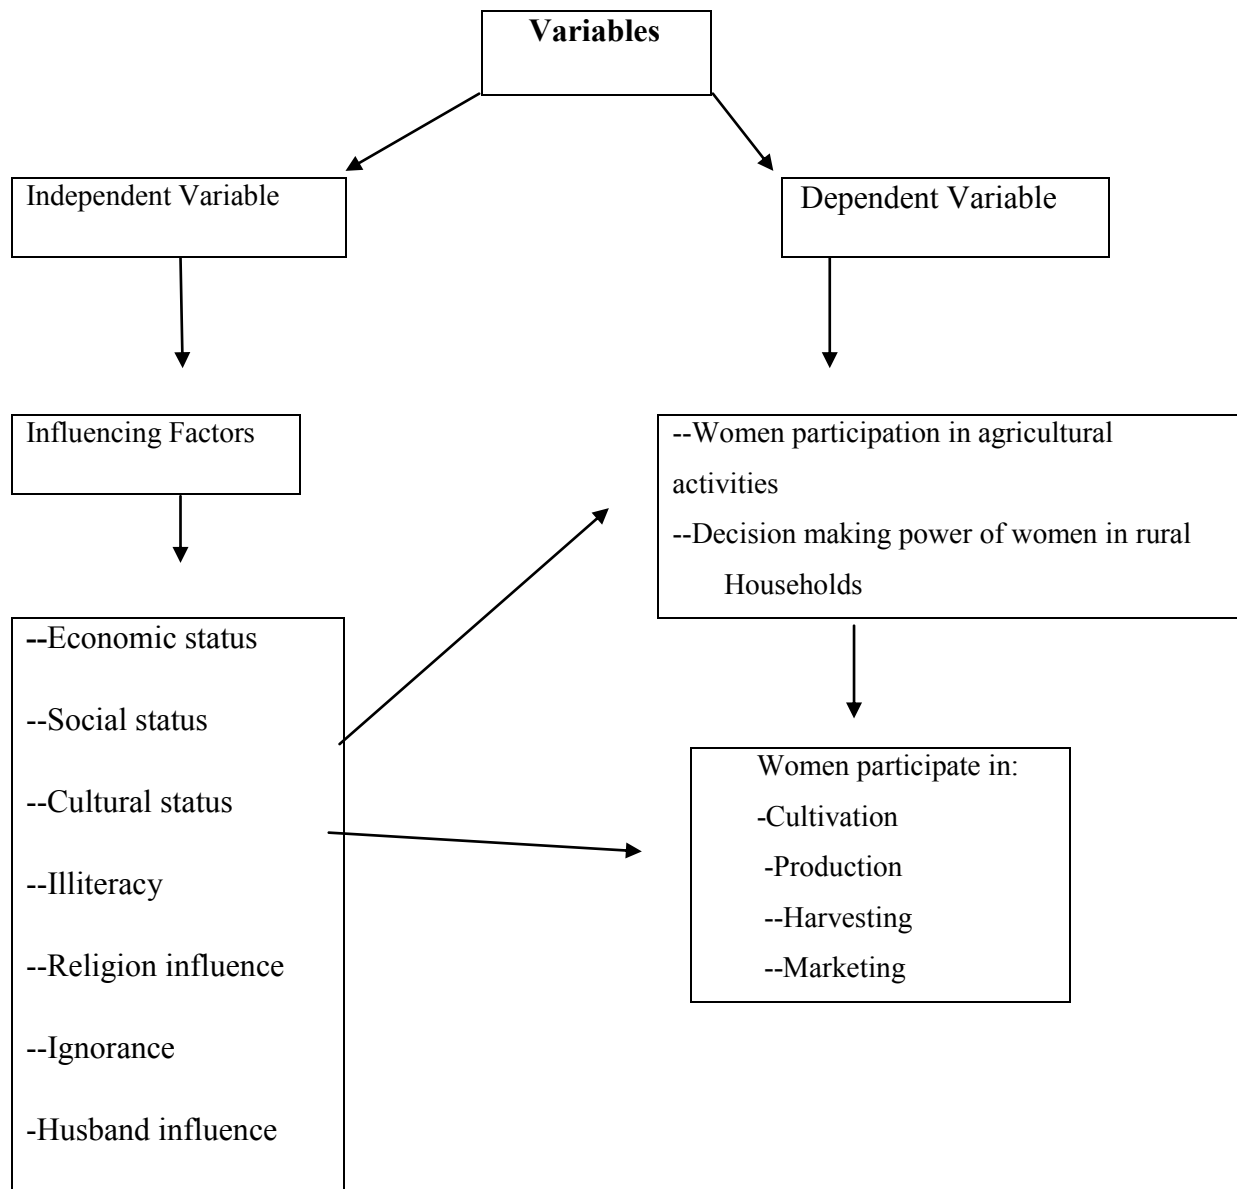 Variables
Independent Variable
Dependent Variable
Influencing Factors
--Women participation in agricultural
activities
--Decision making power of women in rural
Households
--Economic status
--Social status
--Cultural status
--Illiteracy
--Religion influence
--Ignorance
-Husband influence
Women participate in:
-Cultivation
-Production
--Harvesting
--Marketing